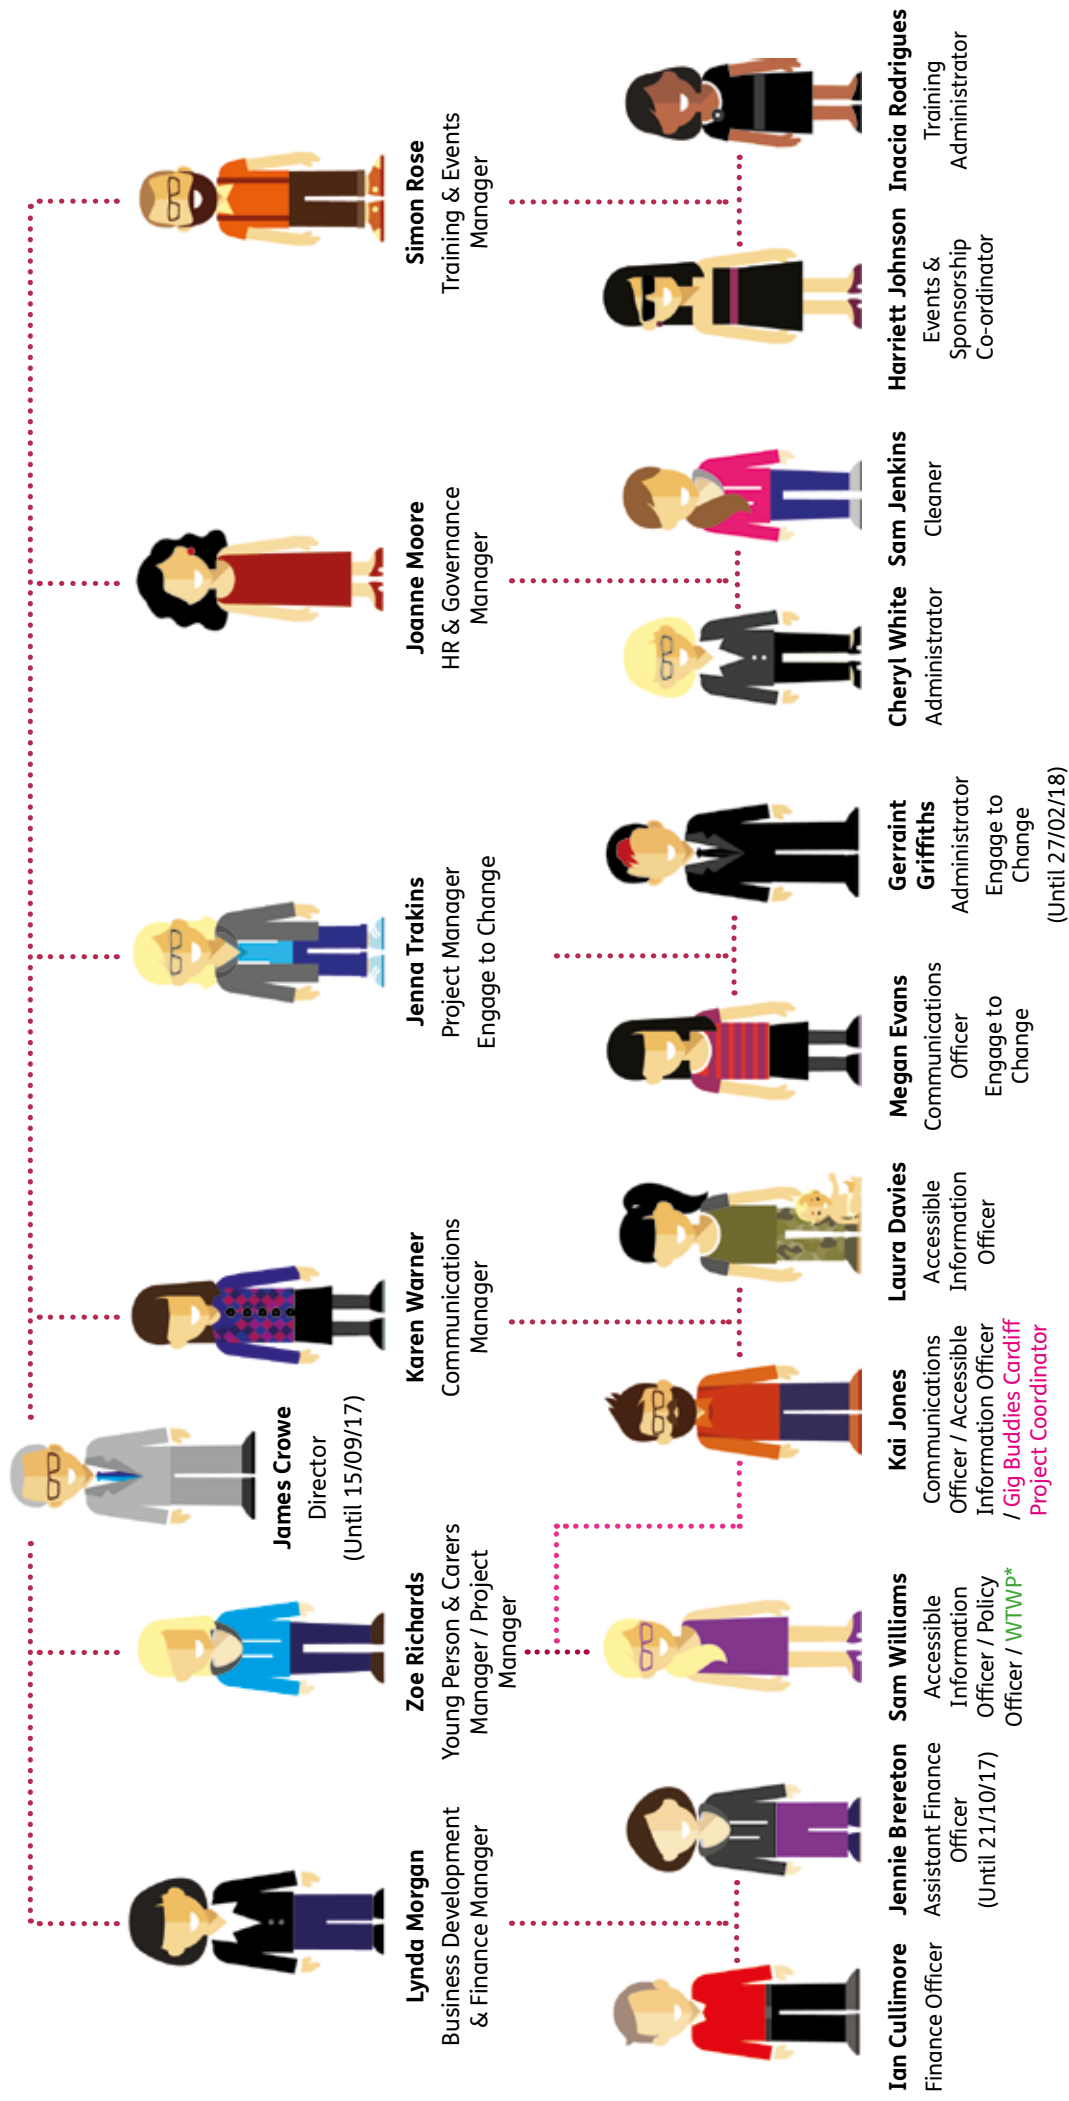 James Crowe
Director
(Until 15/09/17)
Lynda Morgan
Business Development
& Finance Manager
Zoe Richards
Young Person & Carers
Manager / Project
Manager
Karen Warner
Communications
Manager
Jenna Trakins
Project Manager
Engage to Change
Joanne Moore
HR & Governance
Manager
Simon Rose
Training & Events
Manager
Ian Cullimore
Finance Officer
Jennie Brereton
Assistant Finance
Officer
(Until 21/10/17)
Sam Williams
Accessible
Information
Officer / Policy
Officer / WTWP*
Kai Jones
Communications
Officer / Accessible
Information Officer
/ Gig Buddies Cardiff
Project Coordinator
Laura Davies
Accessible
Information
Officer
Megan Evans
Communications
Officer
Engage to
Change
Gerraint
Griffiths
Administrator
Engage to
Change
(Until 27/02/18)
Cheryl White
Administrator
Sam Jenkins
Cleaner
Harriett Johnson
Events &
Sponsorship
Co-ordinator
Inacia Rodrigues
Training
Administrator